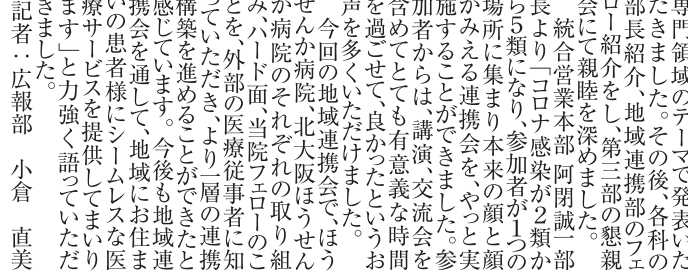 専門領域のテーマで発表いた
だきました。その後、各科の
部長紹介、地域連携部のフェ
ロー紹介をし、第三部の懇親
会にて親睦を深めました。
統合営業本部 阿閉誠一部
長より「コロナ感染が２類か
ら５類になり、参加者が１つの
場所に集まり本来の顔と顔
がみえる連携会を、やっと実
施することができました。参
加者からは、講演、交流会を
含めてとても有意義な時間
を過ごせて、良かったというお
声を多くいただけました。
今回の地域連携会で、ほう
せんか病院、北大阪ほうせん
か病院のそれぞれの取り組
み、ハード面、当院フェローのこ
とを、外部の医療従事者に知
っていただき、より一層の連携
構築を進めることができたと
感じています。今後も地域連
携会を通して、地域にお住ま
いの患者様にシームレスな医
療サービスを提供してまいり
ます」と力強く語っていただ
きました。
記者：広報部 小倉 直美